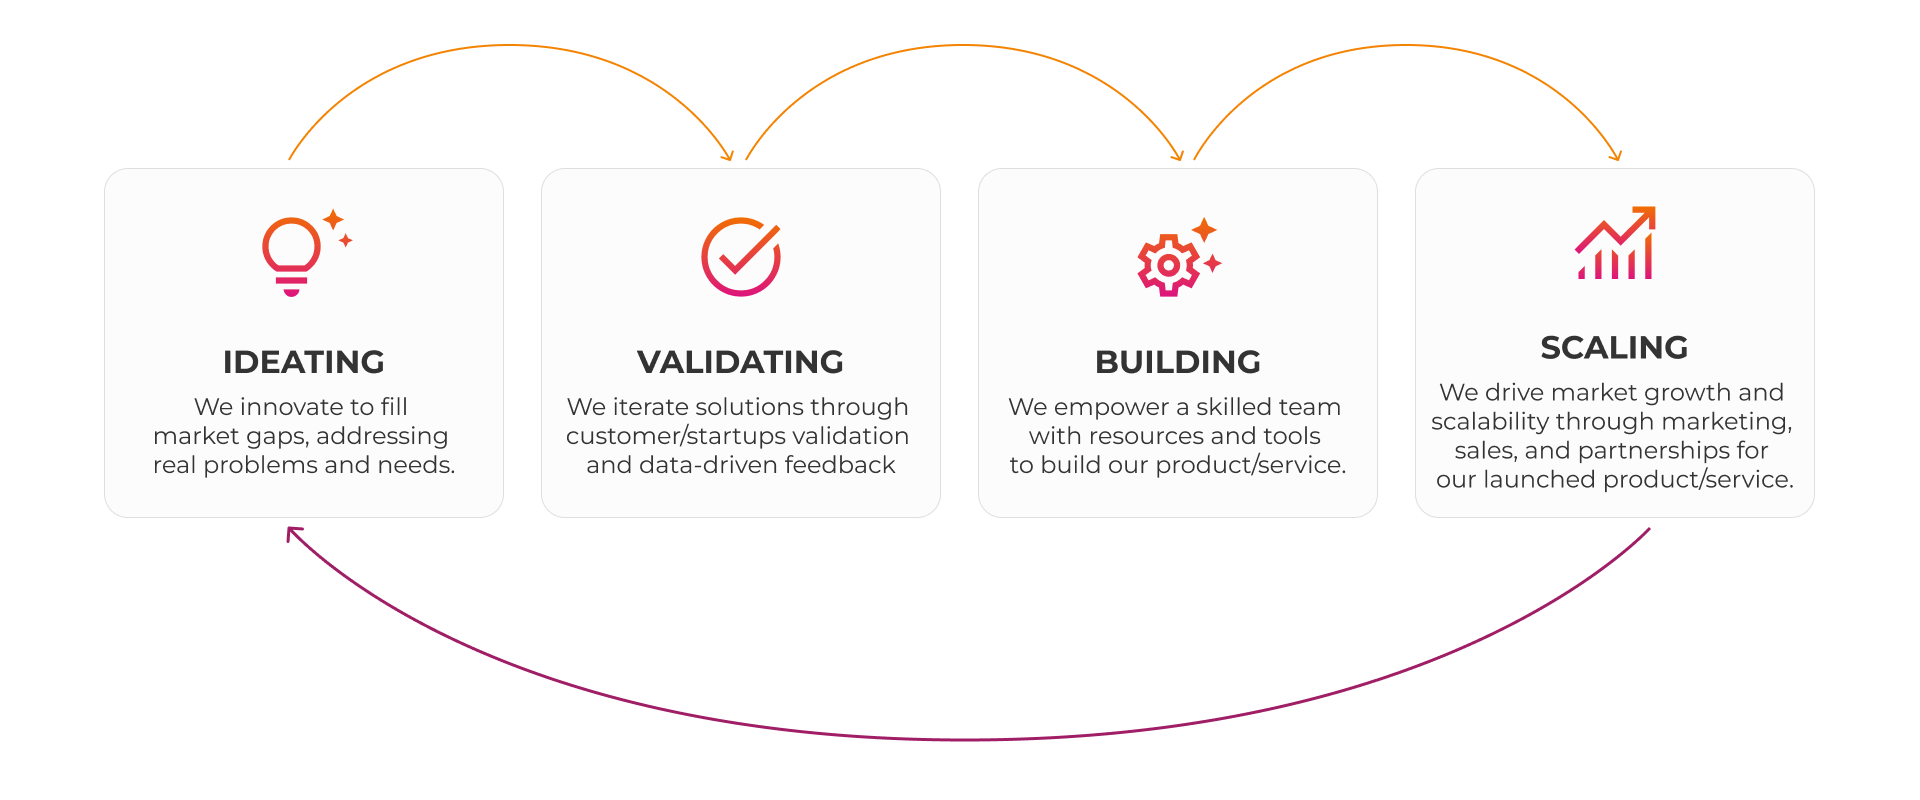 IDEATING
We innovate to fill
market gaps, addressing
real problems and needs.
VALIDATING
We iterate solutions through
customer/startups validation
and data-driven feedback
BUILDING
We empower a skilled team
with resources and tools
to build our product/service.
SCALING
We drive market growth and
scalability through marketing,
sales, and partnerships for
our launched product/service.